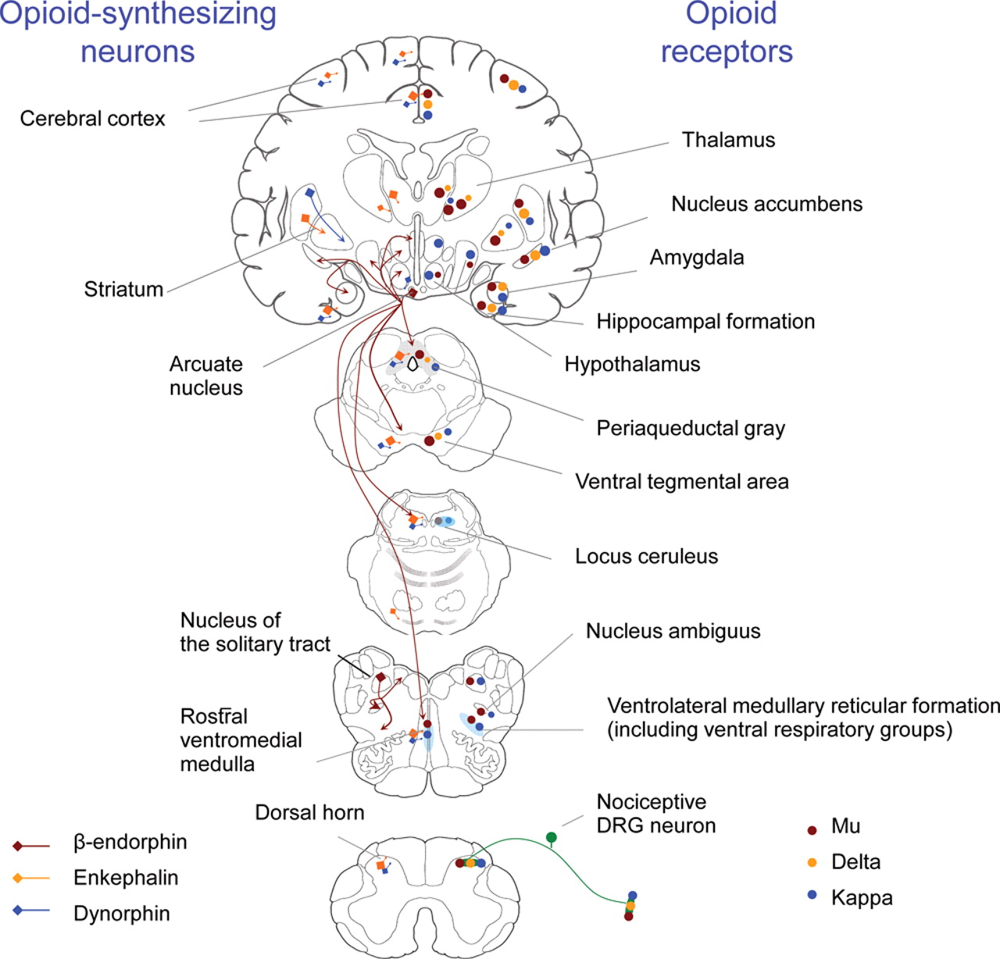 Opioid-synthesizing
neurons
Opioid
receptors
Cerebral cortex
Thalamus
Nucleus accumbens
Amygdala
Striatum
Hippocampal formation
Arcuate
nucleus
Hypothalamus
Periaqueductal gray
Ventral tegmental area
Locus ceruleus
Nucleus of
the solitary tract
Nucleus ambiguus
Rostral
ventromedial
medulla
Ventrolateral medullary reticular formation
(including ventral respiratory groups)
Dorsal horn
Nociceptive
DRG neuron
β-endorphin
Enkephalin
Dynorphin
Mu
Delta
Kappa